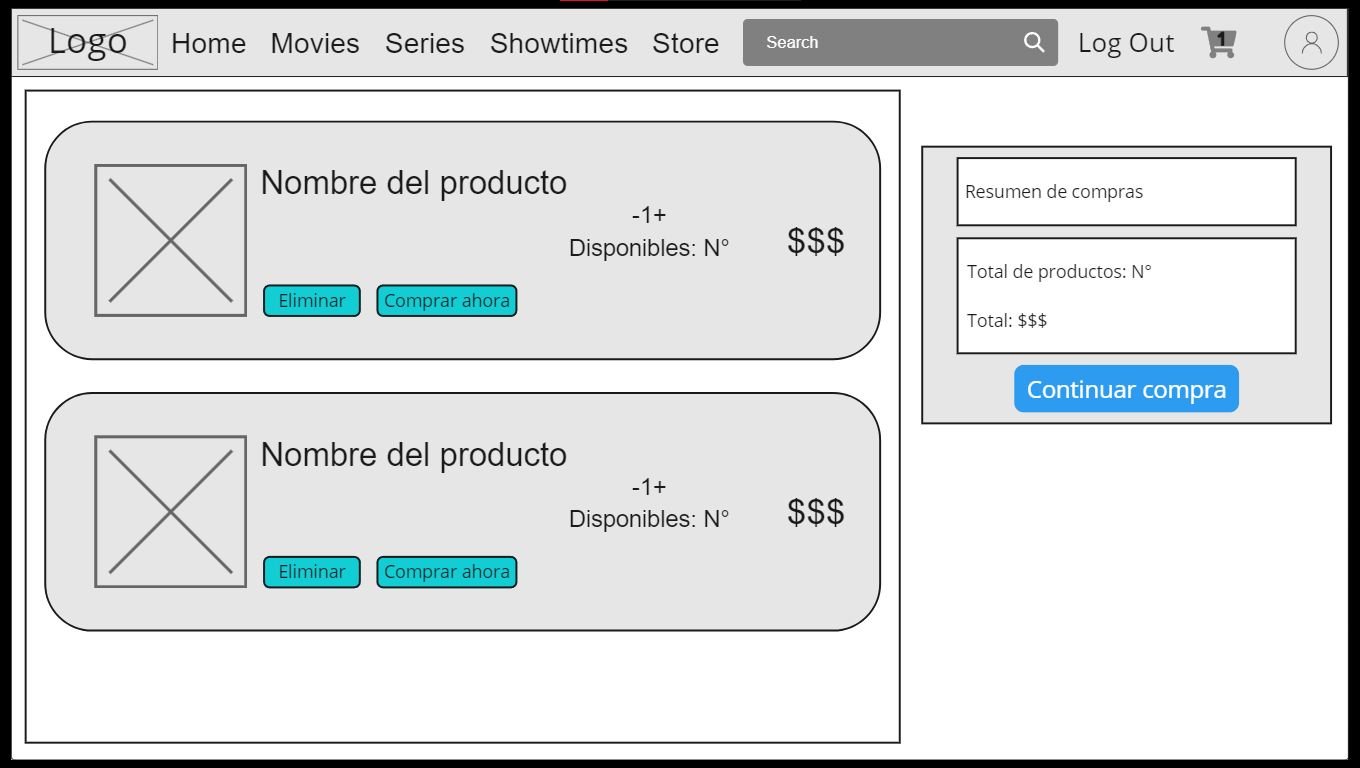 Logo Home Movies Series Showtimes Store Search Log Out 1
Nombre del producto
-1+
Disponibles: N°
$$$
Eliminar Comprar ahora
Nombre del producto
-1+
Disponibles: N°
$$$
Eliminar Comprar ahora
Resumen de compras
Total de productos: N°
Total: $$$
Continuar compra